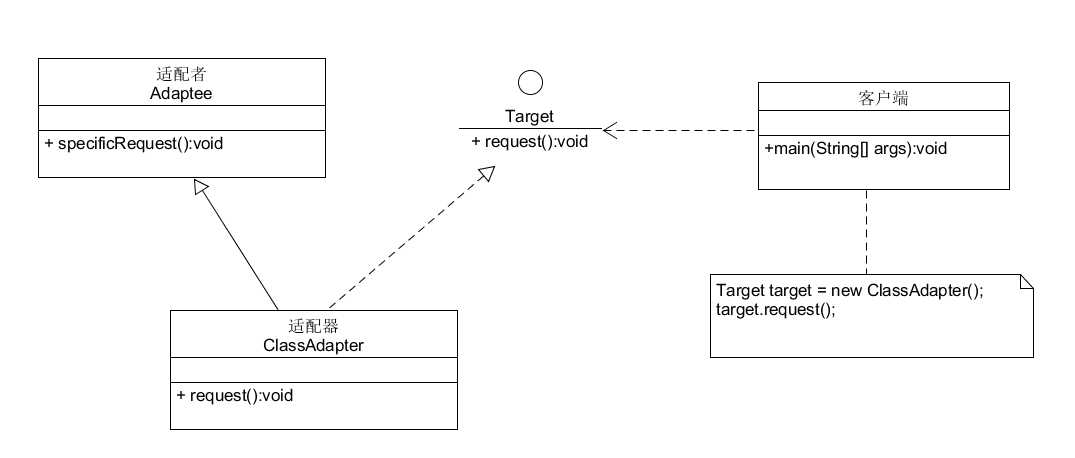 适配者
Adaptee
+ specificRequest():void
Target
+ request():void
客户端
+main(String[] args):void
适配器
ClassAdapter
+ request():void
Target target = new ClassAdapter();
target.request();